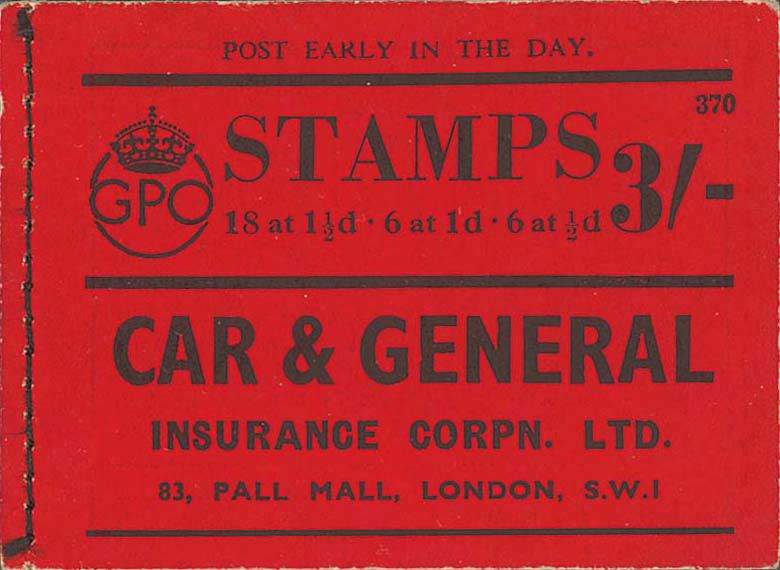 POST EARLY IN THE DAY.
370
GPO
STAMPS 3/-
18 at 1½d · 6 at 1d · 6 at ½d
CAR & GENERAL
INSURANCE CORPN. LTD.
83, PALL MALL, LONDON, S.W.1